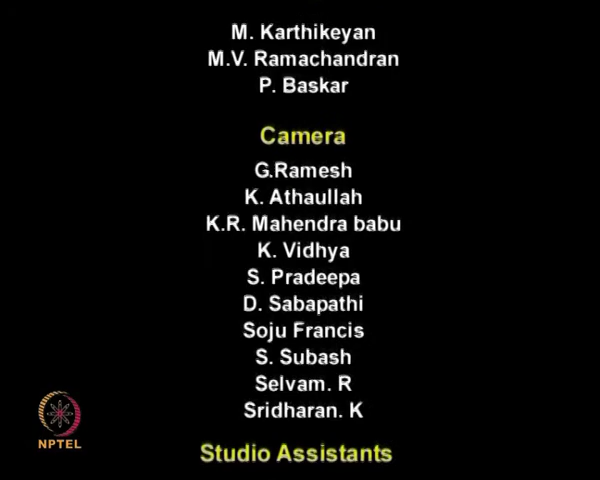 M. Karthikeyan
M.V. Ramachandran
P. Baskar
Camera
G.Ramesh
K. Athaullah
K.R. Mahendra babu
K. Vidhya
S. Pradeepa
D. Sabapathi
Soju Francis
S. Subash
Selvam. R
Sridharan. K
NPTEL
Studio Assistants